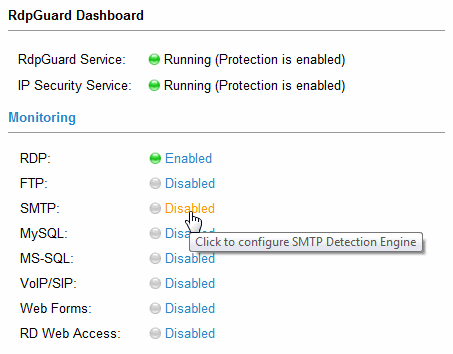 RdpGuard Dashboard
RdpGuard Service: Running (Protection is enabled)
IP Security Service: Running (Protection is enabled)
Monitoring
RDP: Enabled
FTP: Disabled
SMTP: Disabled
MySQL: Disabled
Click to configure SMTP Detection Engine
MS-SQL: Disabled
VoIP/SIP: Disabled
Web Forms: Disabled
RD Web Access: Disabled